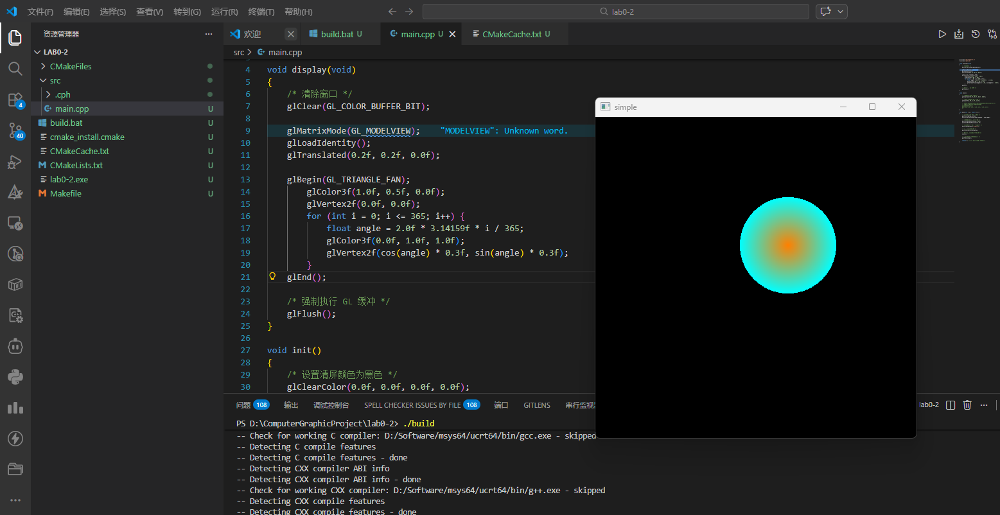 文件(F) 编辑(E) 选择(S) 查看(V) 转到(G) 运行(R) 终端(T) 帮助(H) lab0-2
资源管理器
欢迎 build.bat U main.cpp U CMakeCache.txt U
LAB0-2
CMakeFiles
src
.cph
main.cpp U
build.bat U
cmake_install.cmake U
CMakeCache.txt U
CMakeLists.txt U
lab0-2.exe U
Makefile U
4
40
src > main.cpp
4 void display(void)
5 {
6 /* 清除窗口 */
7 glClear(GL_COLOR_BUFFER_BIT);
8
9 glMatrixMode(GL_MODELVIEW); "MODELVIEW": Unknown word.
10 glLoadIdentity();
11 glTranslated(0.2f, 0.2f, 0.0f);
12
13 glBegin(GL_TRIANGLE_FAN);
14 glColor3f(1.0f, 0.5f, 0.0f);
15 glVertex2f(0.0f, 0.0f);
16 for (int i = 0; i <= 365; i++) {
17 float angle = 2.0f * 3.14159f * i / 365;
18 glColor3f(0.0f, 1.0f, 1.0f);
19 glVertex2f(cos(angle) * 0.3f, sin(angle) * 0.3f);
20 }
21 glEnd();
22
23 /* 强制执行 GL 缓冲 */
24 glFlush();
25 }
26
27 void init()
28 {
29 /* 设置清屏颜色为黑色 */
30 glClearColor(0.0f, 0.0f, 0.0f, 0.0f);
simple
问题 108 输出 调试控制台 SPELL CHECKER ISSUES BY FILE 108 端口 GITLENS 串行监视 lab0-2
PS D:\ComputerGraphicProject\lab0-2> ./build
-- Check for working C compiler: D:/Software/msys64/ucrt64/bin/gcc.exe - skipped
-- Detecting C compile features
-- Detecting C compile features - done
-- Detecting CXX compiler ABI info
-- Detecting CXX compiler ABI info - done
-- Check for working CXX compiler: D:/Software/msys64/ucrt64/bin/g++.exe - skipped
-- Detecting CXX compile features
-- Detecting CXX compile features - done